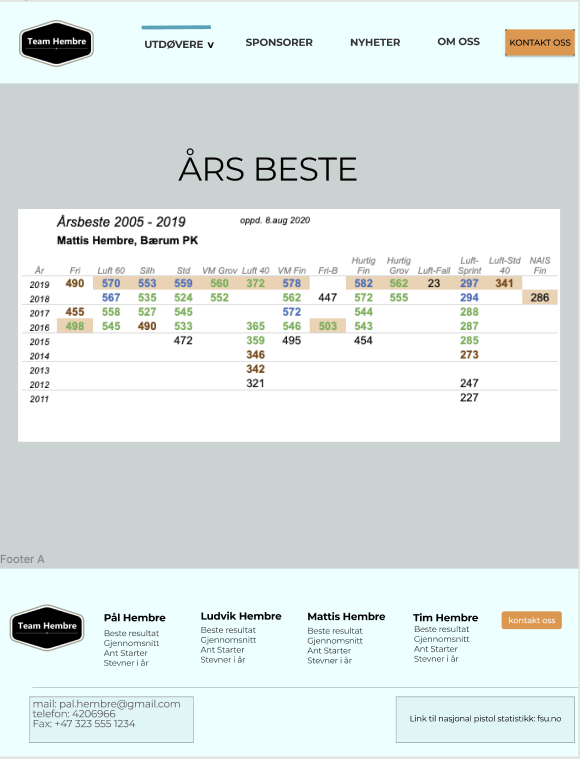 Team Hembre
UTDØVERE v
SPONSORER
NYHETER
OM OSS
KONTAKT OSS
ÅRS BESTE
Årsbeste 2005 - 2019 oppd. 8.aug 2020
Mattis Hembre, Bærum PK
År Fri Luft 60 Silh Std VM Grov Luft 40 VM Fin Fri-B Hurtig Fin Hurtig Grov Luft-Fall Luft-Sprint Luft-Std 40 NAIS Fin
2019 490 570 553 559 560 372 578 582 562 23 297 341
2018 567 535 524 552 562 447 572 555 294 286
2017 455 558 527 545 572 544 288
2016 498 545 490 533 365 546 503 543 287
2015 472 359 495 454 285
2014 346 273
2013 342
2012 321 247
2011 227
Footer A
Team Hembre
Pål Hembre
Beste resultat
Gjennomsnitt
Ant Starter
Stevner i år
Ludvik Hembre
Beste resultat
Gjennomsnitt
Ant Starter
Stevner i år
Mattis Hembre
Beste resultat
Gjennomsnitt
Ant Starter
Stevner i år
Tim Hembre
Beste resultat
Gjennomsnitt
Ant Starter
Stevner i år
kontakt oss
mail: pal.hembre@gmail.com
telefon: 4206966
Fax: +47 323 555 1234
Link til nasjonal pistol statistikk: fsu.no